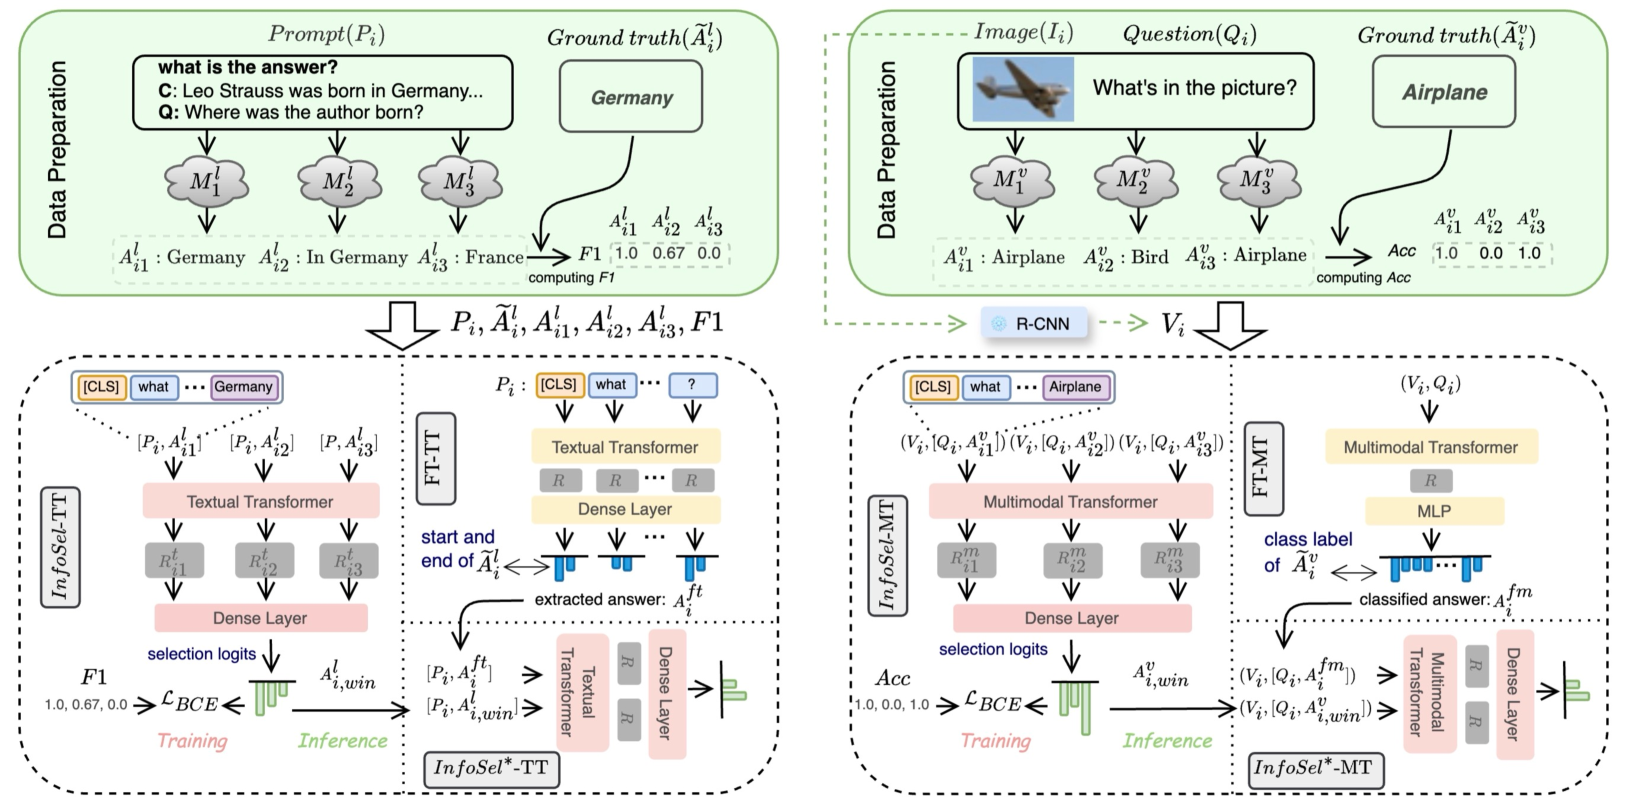 Data Preparation
Prompt(P_i)
Ground truth(Ã_i^l)
what is the answer?
C: Leo Strauss was born in Germany...
Q: Where was the author born?
Germany
M_1^l M_2^l M_3^l
A_{i1}^l : Germany A_{i2}^l : In Germany A_{i3}^l : France
computing F1
A_{i1}^l A_{i2}^l A_{i3}^l
F1 1.0 0.67 0.0
P_i, Ã_i^l, A_{i1}^l, A_{i2}^l, A_{i3}^l, F1
InfoSel-TT
[CLS] what ... Germany
[P_i, A_{i1}^l] [P_i, A_{i2}^l] [P, A_{i3}^l]
Textual Transformer
R_{i1}^t R_{i2}^t R_{i3}^t
Dense Layer
selection logits
F1
1.0, 0.67, 0.0
L_{BCE}
Training
Inference
A_{i,win}^l
FT-TT
P_i : [CLS] what ... ?
Textual Transformer
R R ... R
Dense Layer
...
start and
end of Ã_i^l
extracted answer: A_i^{ft}
[P_i, A_i^{ft}]
[P_i, A_{i,win}^l]
Textual
Transformer
R
R
Dense Layer
InfoSel*-TT
Data Preparation
Image(I_i) Question(Q_i)
Ground truth(Ã_i^v)
What's in the picture?
Airplane
M_1^v M_2^v M_3^v
A_{i1}^v : Airplane A_{i2}^v : Bird A_{i3}^v : Airplane
computing Acc
A_{i1}^v A_{i2}^v A_{i3}^v
Acc 1.0 0.0 1.0
R-CNN
V_i
InfoSel-MT
[CLS] what ... Airplane
(V_i, [Q_i, A_{i1}^v]) (V_i, [Q_i, A_{i2}^v]) (V_i, [Q_i, A_{i3}^v])
Multimodal Transformer
R_{i1}^m R_{i2}^m R_{i3}^m
Dense Layer
selection logits
Acc
1.0, 0.0, 1.0
L_{BCE}
Training
Inference
A_{i,win}^v
FT-MT
(V_i, Q_i)
Multimodal Transformer
R
MLP
...
class label
of Ã_i^v
classified answer: A_i^{fm}
(V_i, [Q_i, A_i^{fm}])
(V_i, [Q_i, A_{i,win}^v])
Multimodal
Transformer
R
R
Dense Layer
InfoSel*-MT